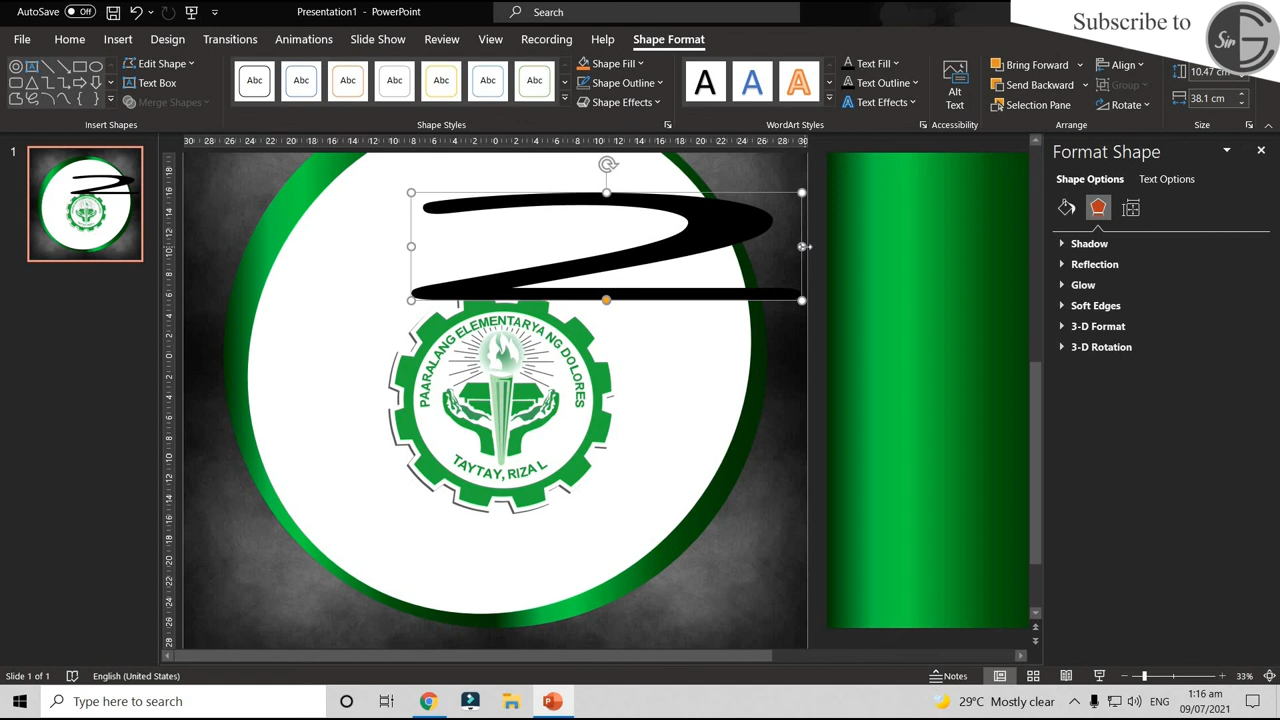 AutoSave Off Presentation1 - PowerPoint Search
Subscribe to
Sir G
File Home Insert Design Transitions Animations Slide Sho Review View Recording Help Shape Format
Edit Shape Text Box Merge Shapes
Insert Shapes
Abc Abc Abc Abc Abc Abc Abc
Shape Fill Shape Outline Shape Effects
Shape Styles
A A A
Text Fill Text Outline Text Effects
WordArt Styles
Alt Text
Accessibility
Bring Forward Send Backward Selection Pane
Align Group Rotate
Arrange
10.47 cm
38.1 cm
Size
1
PAARALANG ELEMENTARYA NG DOLORES
TAYTAY, RIZA L
Format Shape
Shape Options Text Options
Shadow
Reflection
Glow
Soft Edges
3-D Format
3-D Rotation
Slide 1 of 1 English (United States) Notes 33%
Type here to search
29°C Mostly clear ENG
1:16 am
09/07/2021